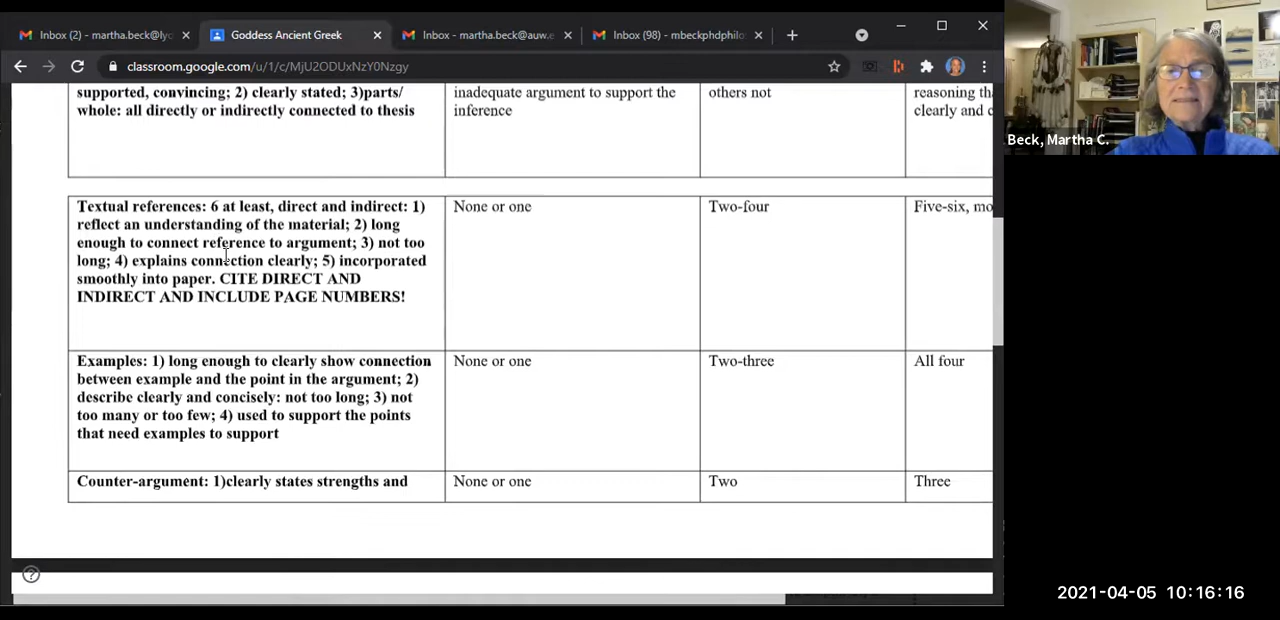 Inbox (2) - martha.beck@lyo
Goddess Ancient Greek
Inbox - martha.beck@auw.e
Inbox (98) - mbeckphdphilo
classroom.google.com/u/1/c/MjU2ODUxNzY0Nzgy
Beck, Martha C.
supported, convincing; 2) clearly stated; 3)parts/
whole: all directly or indirectly connected to thesis
inadequate argument to support the
inference
others not
reasoning tha
clearly and c
Textual references: 6 at least, direct and indirect: 1)
reflect an understanding of the material; 2) long
enough to connect reference to argument; 3) not too
long; 4) explains connection clearly; 5) incorporated
smoothly into paper. CITE DIRECT AND
INDIRECT AND INCLUDE PAGE NUMBERS!
None or one
Two-four
Five-six, mo
Examples: 1) long enough to clearly show connection
between example and the point in the argument; 2)
describe clearly and concisely: not too long; 3) not
too many or too few; 4) used to support the points
that need examples to support
None or one
Two-three
All four
Counter-argument: 1)clearly states strengths and
None or one
Two
Three
2021-04-05 10:16:16